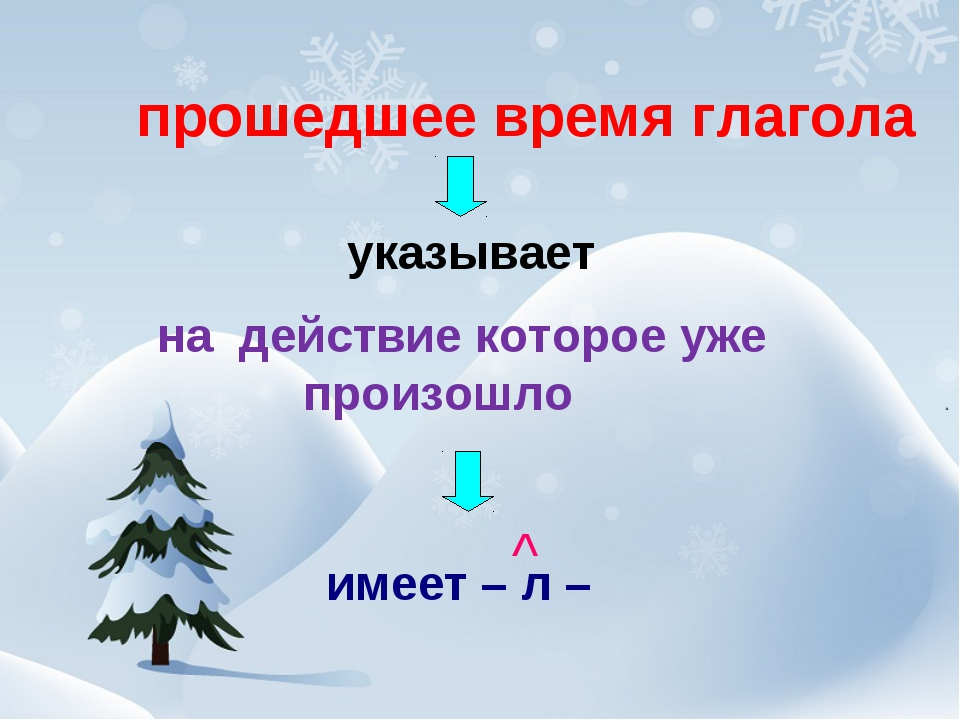 прошедшее время глагола
указывает
на действие которое уже
произошло
^
имеет – л –